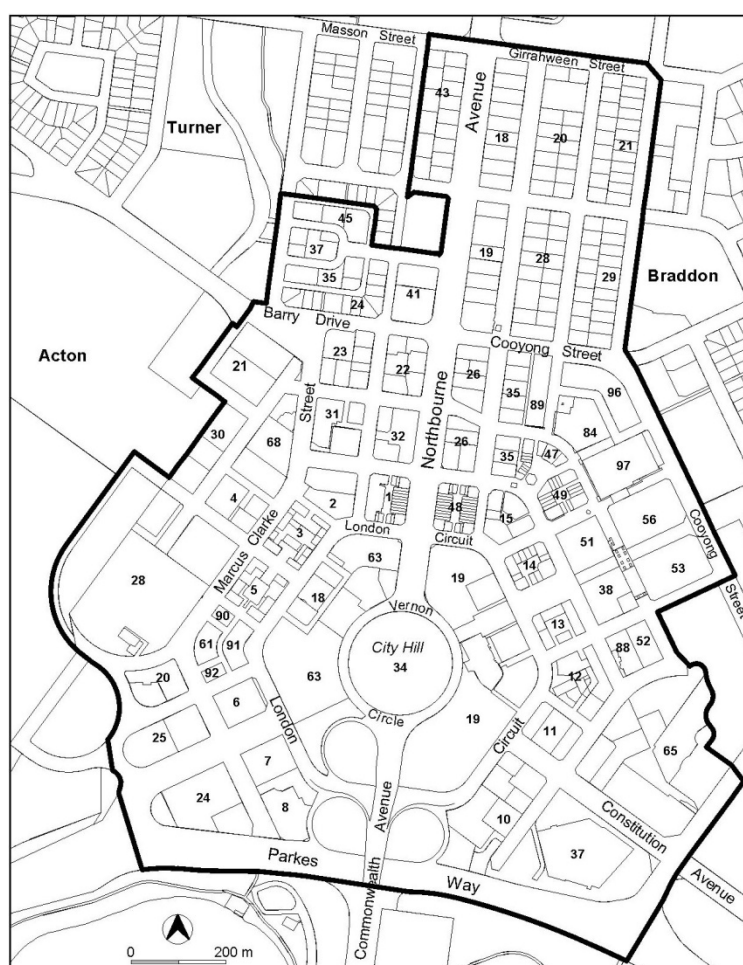 Masson Street
Girrahween Street
43
Avenue
18
20
21
Turner
45
37
35
24
41
19
28
29
Braddon
Barry Drive
Cooyong Street
Acton
21
23
22
26
35
89
96
Street
31
32
Northbourne
26
35
47
84
97
30
68
4
2
1
48
15
49
56
Marcus Clarke
3
London Circuit
51
53
Cooyong
Street
28
5
18
63
19
14
38
Vernon
City Hill
34
13
90
61
91
92
63
88
52
20
6
12
Circle
19
65
25
London
Circuit
11
7
24
8
Avenue
10
Constitution
37
Parkes Way
Avenue
Commonwealth
0 200 m